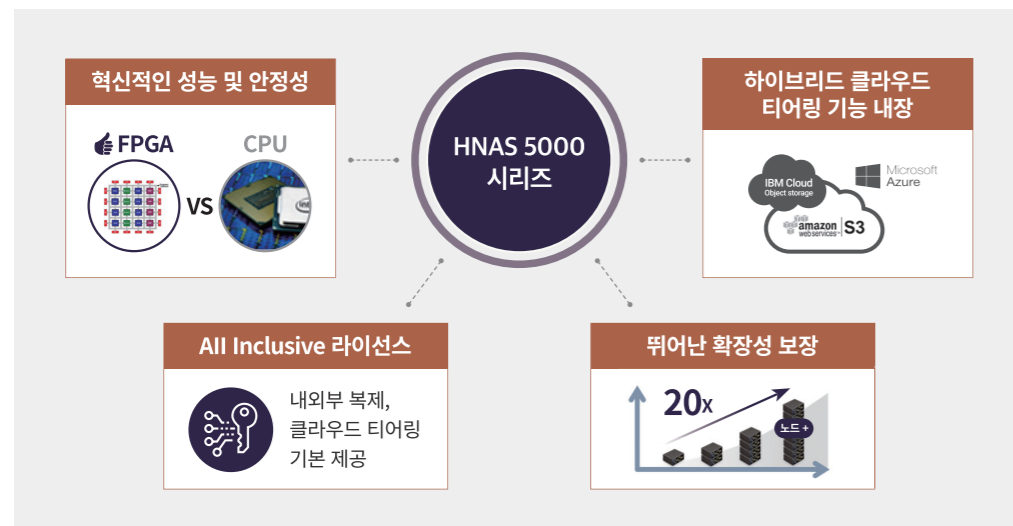 혁신적인 성능 및 안정성
FPGA
CPU
VS
intel
HNAS 5000
시리즈
하이브리드 클라우드
티어링 기능 내장
IBM Cloud
Object storage
Microsoft
Azure
amazon
webservices™
S3
All Inclusive 라이선스
내외부 복제,
클라우드 티어링
기본 제공
뛰어난 확장성 보장
20X
노드 +